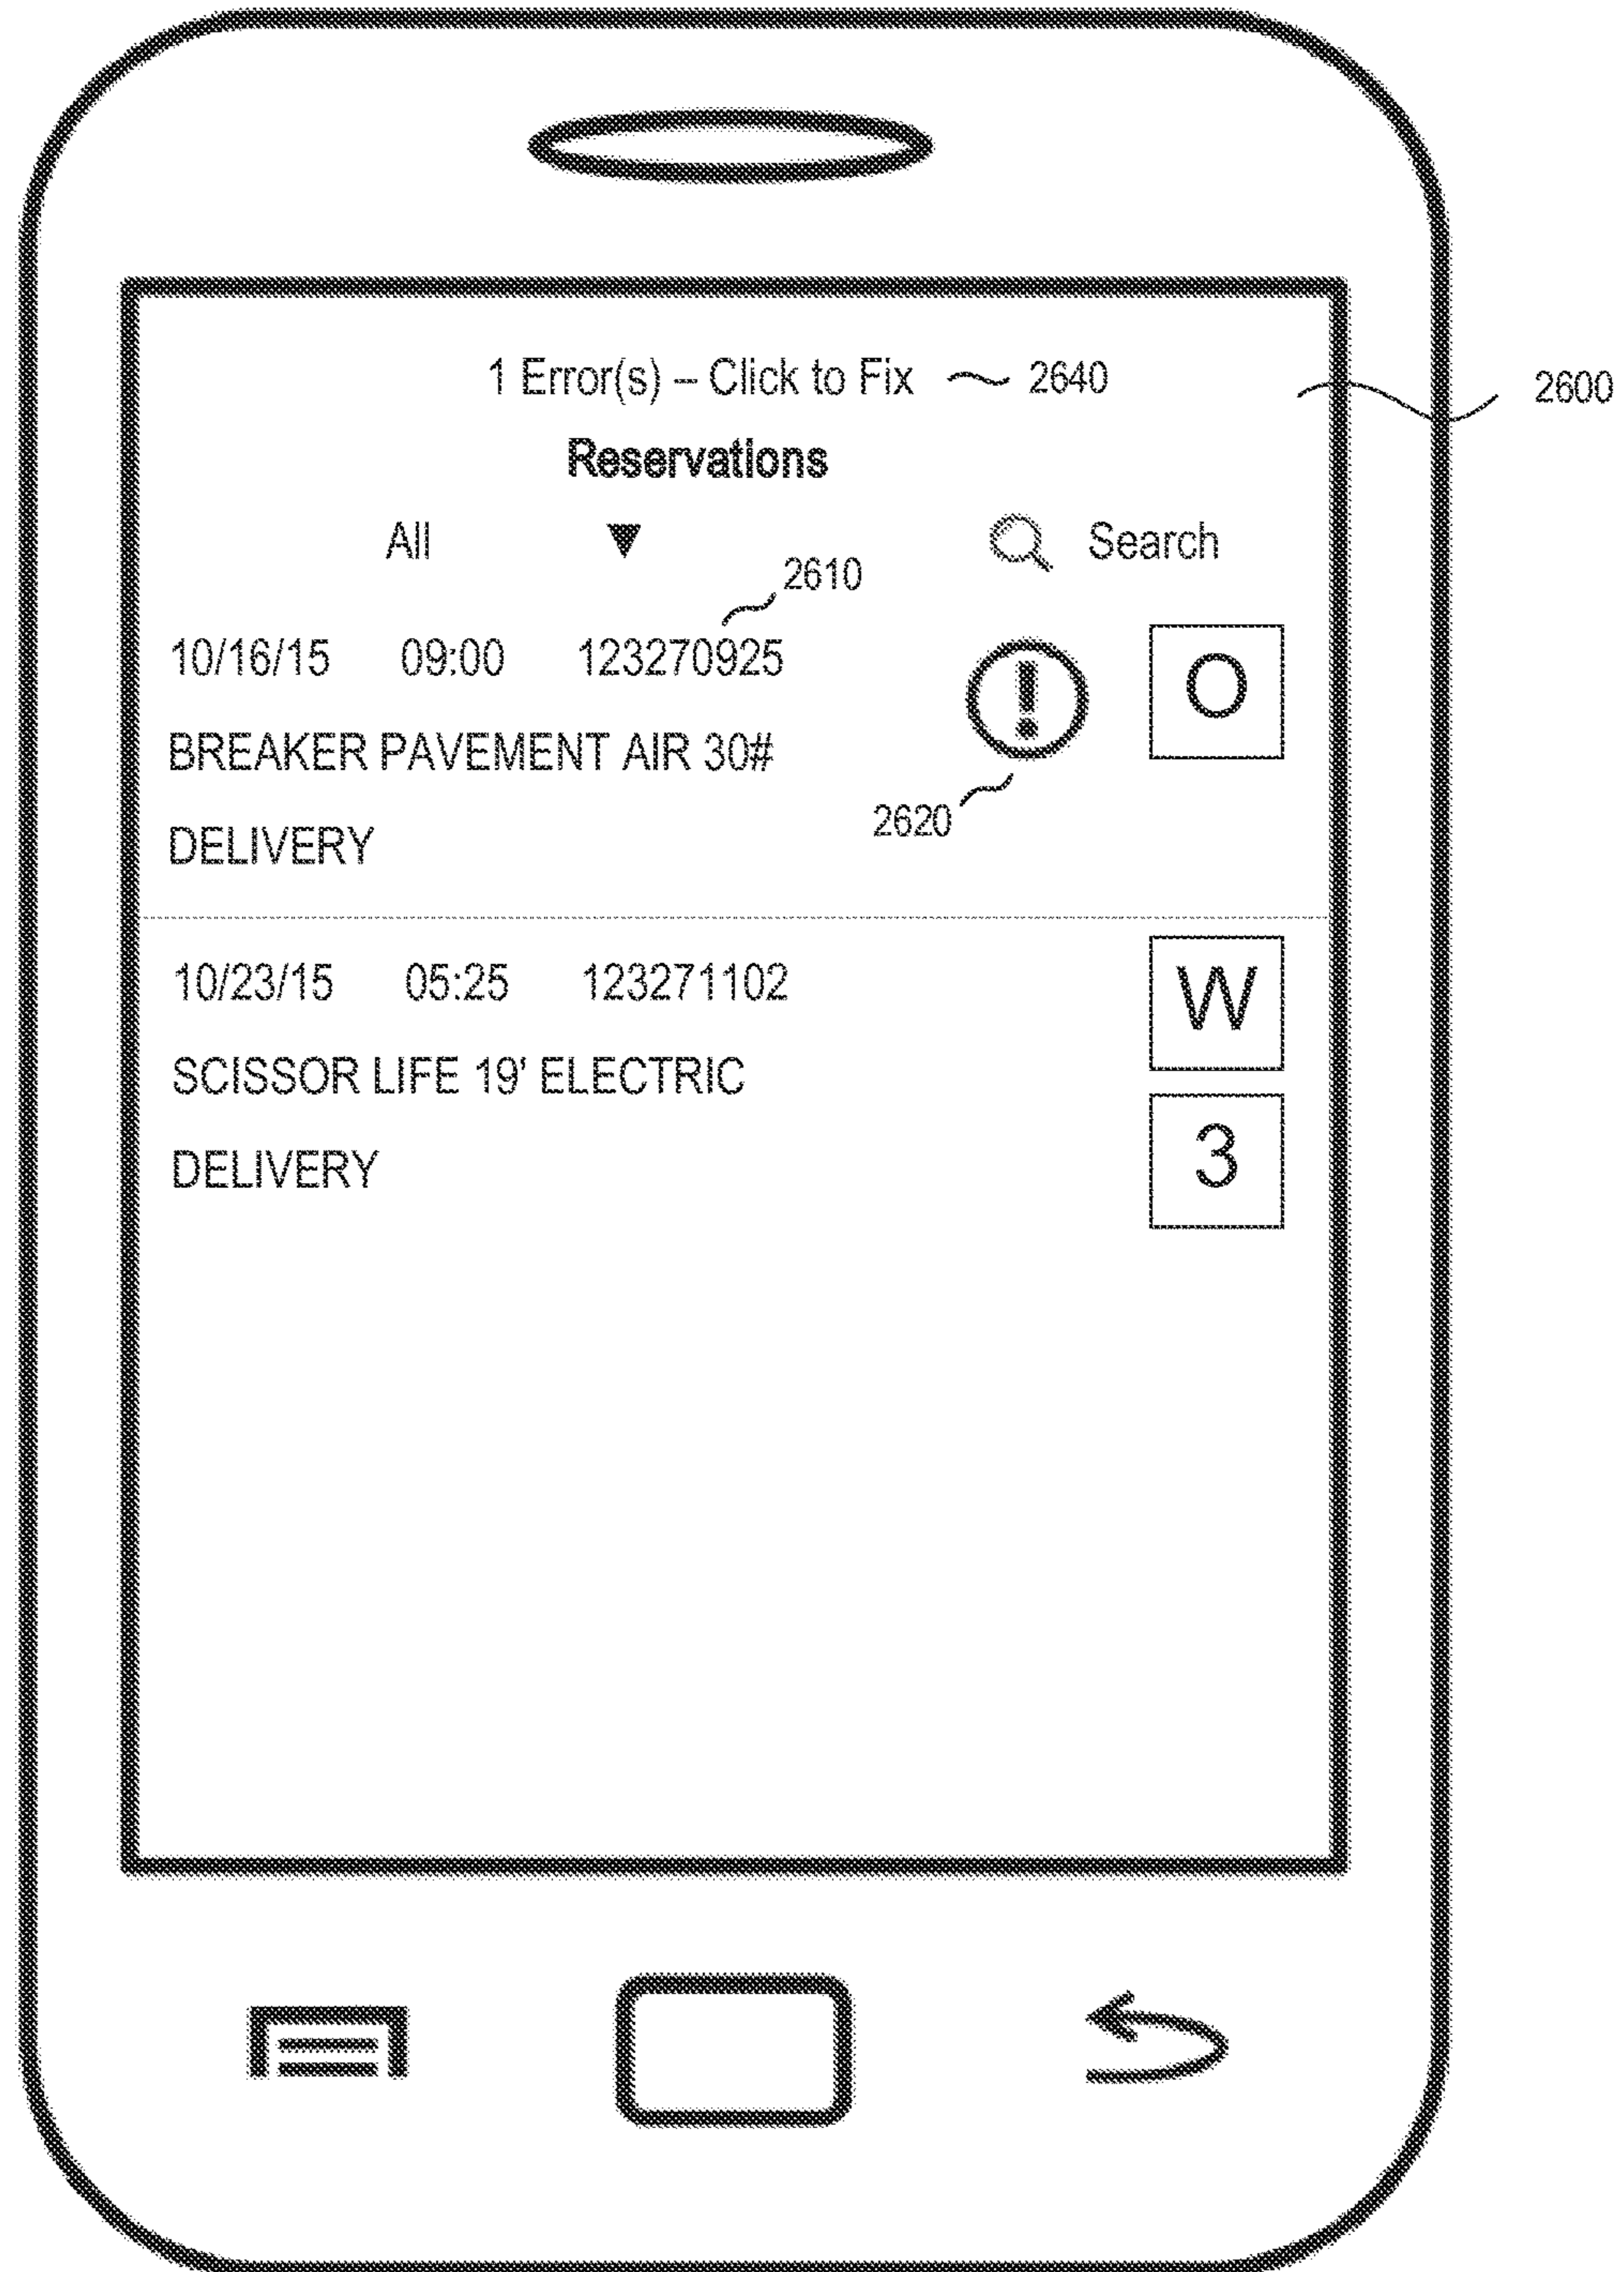 1 Error(s) – Click to Fix 2640
2600
Reservations
All ▼ Search
2610
10/16/15 09:00 123270925
! O
BREAKER PAVEMENT AIR 30#
2620
DELIVERY
10/23/15 05:25 123271102
W
SCISSOR LIFE 19' ELECTRIC
3
DELIVERY